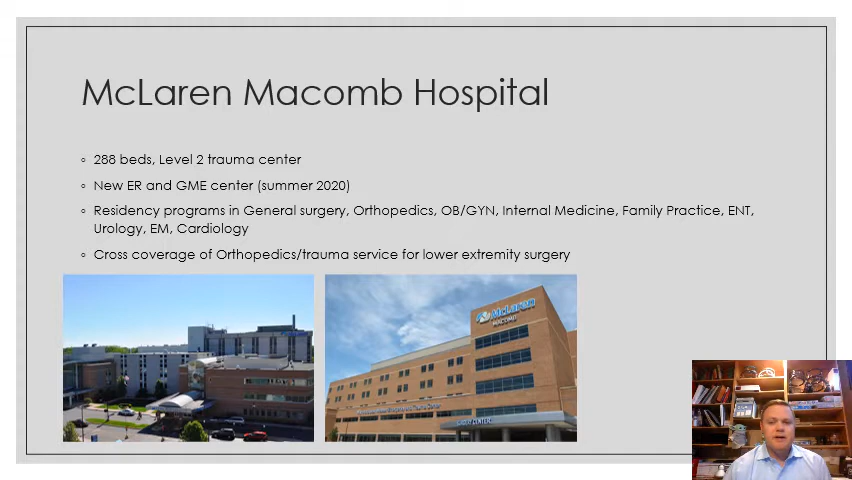 McLaren Macomb Hospital
◦ 288 beds, Level 2 trauma center
◦ New ER and GME center (summer 2020)
◦ Residency programs in General surgery, Orthopedics, OB/GYN, Internal Medicine, Family Practice, ENT,
Urology, EM, Cardiology
◦ Cross coverage of Orthopedics/trauma service for lower extremity surgery
McLaren
MACOMB